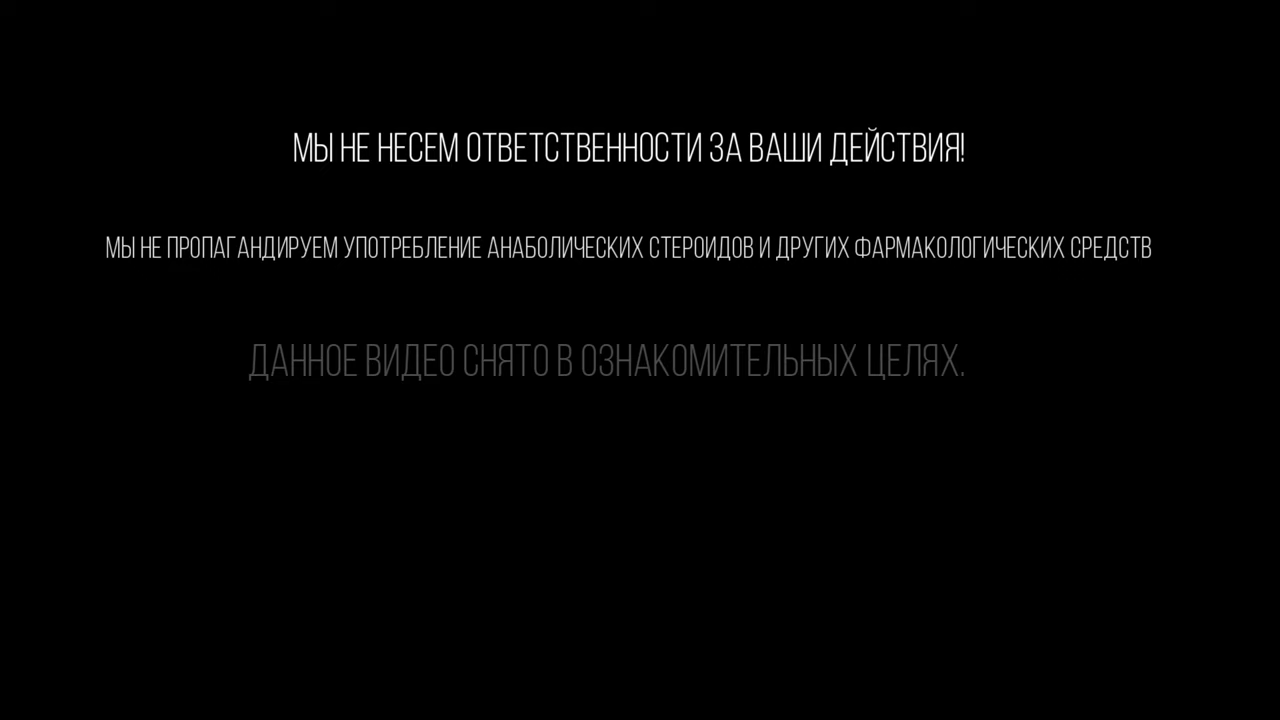 МЫ НЕ НЕСЕМ ОТВЕТСТВЕННОСТИ ЗА ВАШИ ДЕЙСТВИЯ!
МЫ НЕ ПРОПАГАНДИРУЕМ УПОТРЕБЛЕНИЕ АНАБОЛИЧЕСКИХ СТЕРОИДОВ И ДРУГИХ ФАРМАКОЛОГИЧЕСКИХ СРЕДСТВ
ДАННОЕ ВИДЕО СНЯТО В ОЗНАКОМИТЕЛЬНЫХ ЦЕЛЯХ.